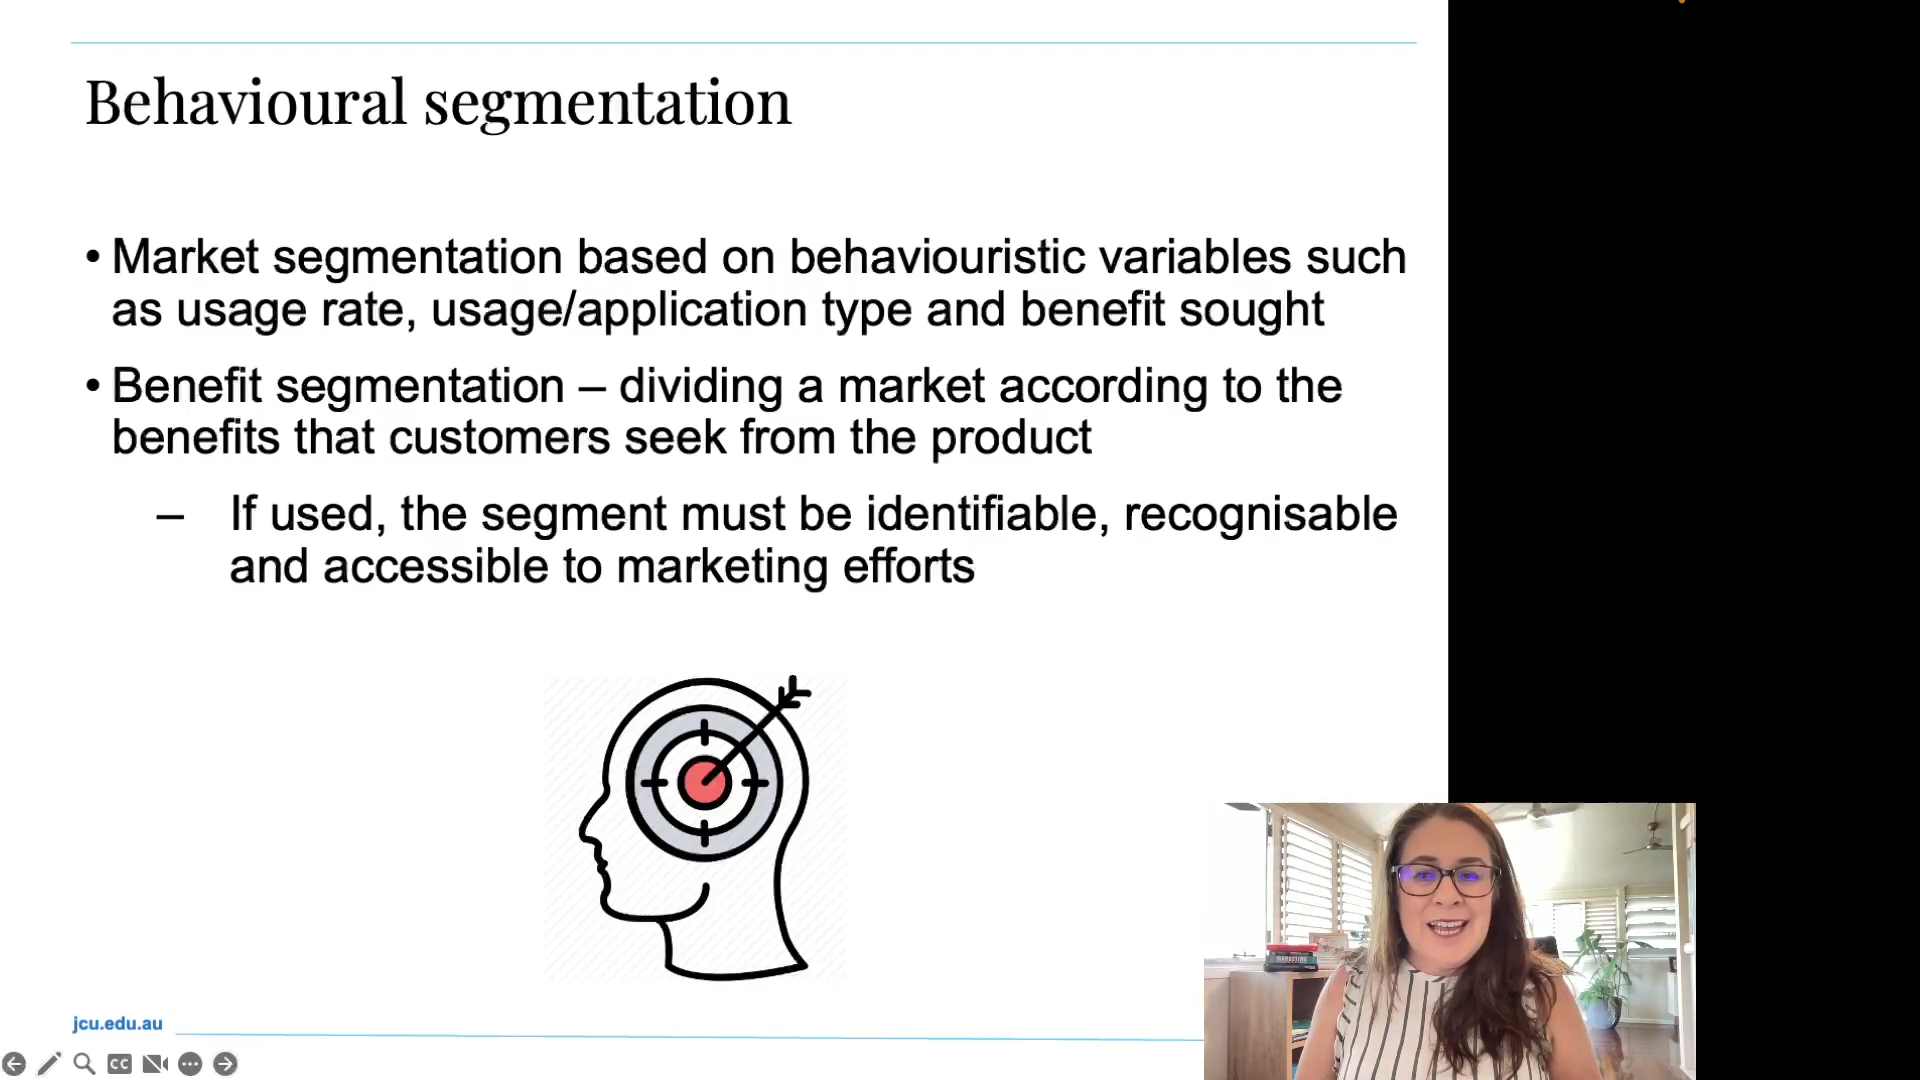 Behavioural segmentation
• Market segmentation based on behaviouristic variables such
as usage rate, usage/application type and benefit sought
• Benefit segmentation – dividing a market according to the
benefits that customers seek from the product
– If used, the segment must be identifiable, recognisable
and accessible to marketing efforts
MARKETING
jcu.edu.au
CC